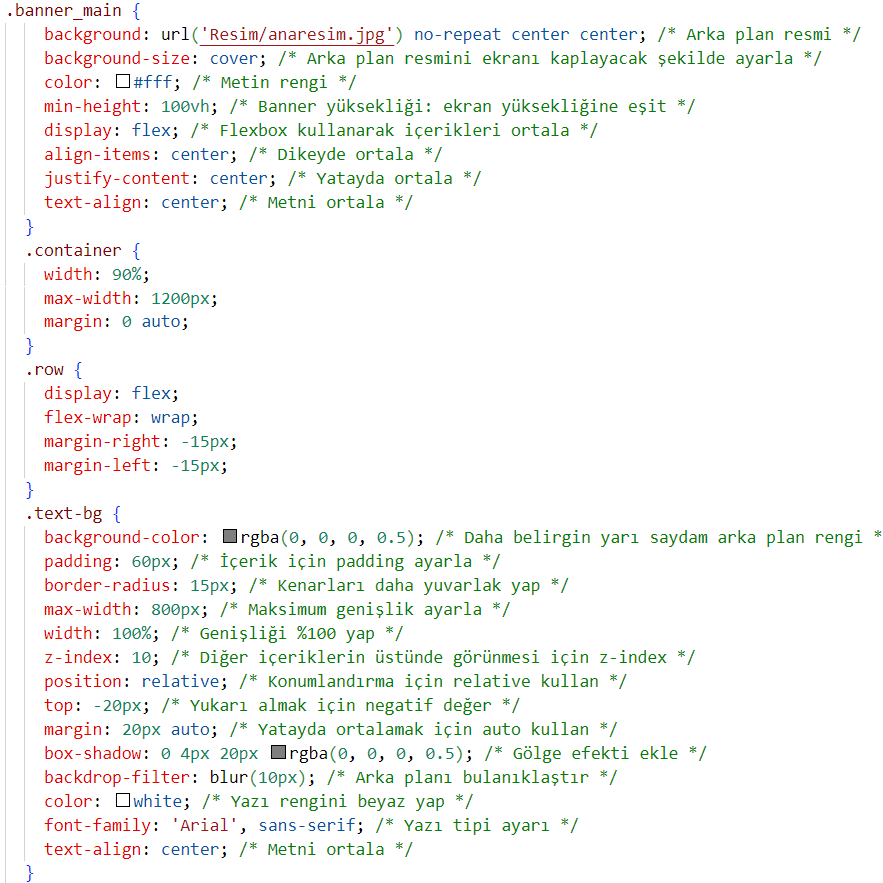 .banner_main {
background: url('Resim/anaresim.jpg') no-repeat center center; /* Arka plan resmi */
background-size: cover; /* Arka plan resmini ekranı kaplayacak şekilde ayarla */
color: #fff; /* Metin rengi */
min-height: 100vh; /* Banner yüksekliği: ekran yüksekliğine eşit */
display: flex; /* Flexbox kullanarak içerikleri ortala */
align-items: center; /* Dikeyde ortala */
justify-content: center; /* Yatayda ortala */
text-align: center; /* Metni ortala */
}
.container {
width: 90%;
max-width: 1200px;
margin: 0 auto;
}
.row {
display: flex;
flex-wrap: wrap;
margin-right: -15px;
margin-left: -15px;
}
.text-bg {
background-color: rgba(0, 0, 0, 0.5); /* Daha belirgin yarı saydam arka plan rengi *
padding: 60px; /* İçerik için padding ayarla */
border-radius: 15px; /* Kenarları daha yuvarlak yap */
max-width: 800px; /* Maksimum genişlik ayarla */
width: 100%; /* Genişliği %100 yap */
z-index: 10; /* Diğer içeriklerin üstünde görünmesi için z-index */
position: relative; /* Konumlandırma için relative kullan */
top: -20px; /* Yukarı almak için negatif değer */
margin: 20px auto; /* Yatayda ortalamak için auto kullan */
box-shadow: 0 4px 20px rgba(0, 0, 0, 0.5); /* Gölge efekti ekle */
backdrop-filter: blur(10px); /* Arka planı bulanıklaştır */
color: white; /* Yazı rengini beyaz yap */
font-family: 'Arial', sans-serif; /* Yazı tipi ayarı */
text-align: center; /* Metni ortala */
}